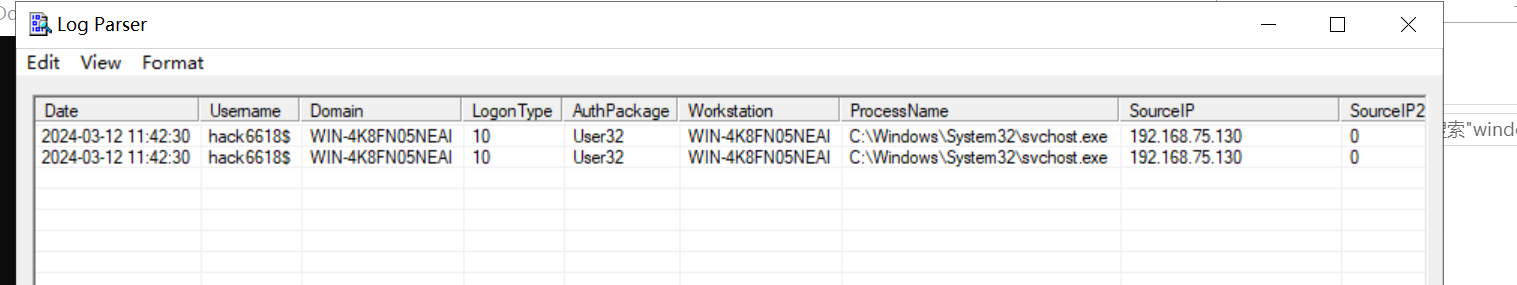 Do
Log Parser
Edit View Format
Date Username Domain LogonType AuthPackage Workstation ProcessName SourceIP SourceIP2
2024-03-12 11:42:30 hack6618$ WIN-4K8FN05NEAI 10 User32 WIN-4K8FN05NEAI C:\Windows\System32\svchost.exe 192.168.75.130 0
2024-03-12 11:42:30 hack6618$ WIN-4K8FN05NEAI 10 User32 WIN-4K8FN05NEAI C:\Windows\System32\svchost.exe 192.168.75.130 0
索"windo